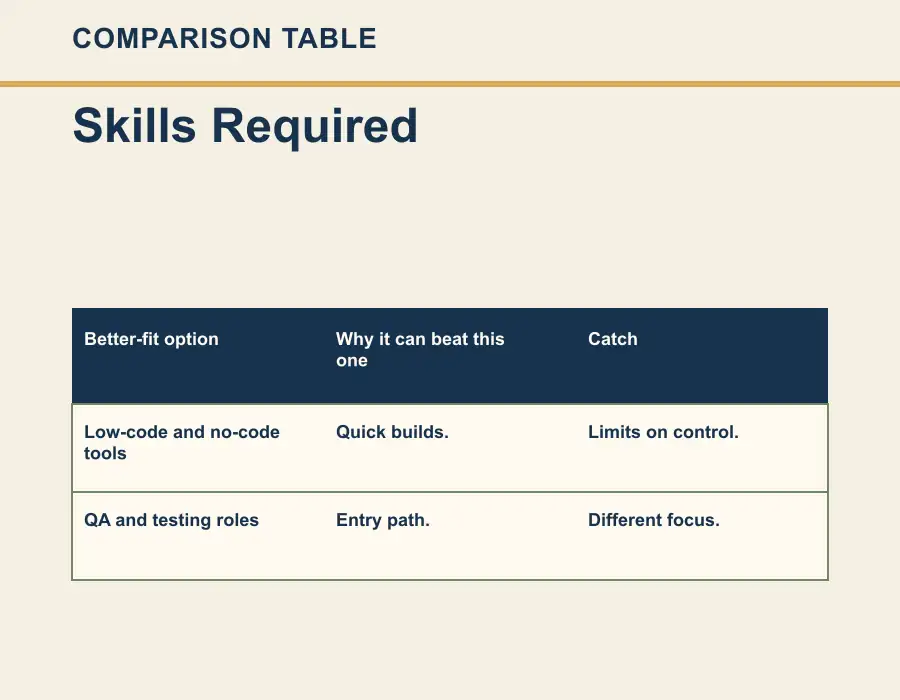 COMPARISON TABLE
Skills Required
Better-fit option
Why it can beat this
one
Catch
Low-code and no-code
tools
Quick builds.
Limits on control.
QA and testing roles
Entry path.
Different focus.